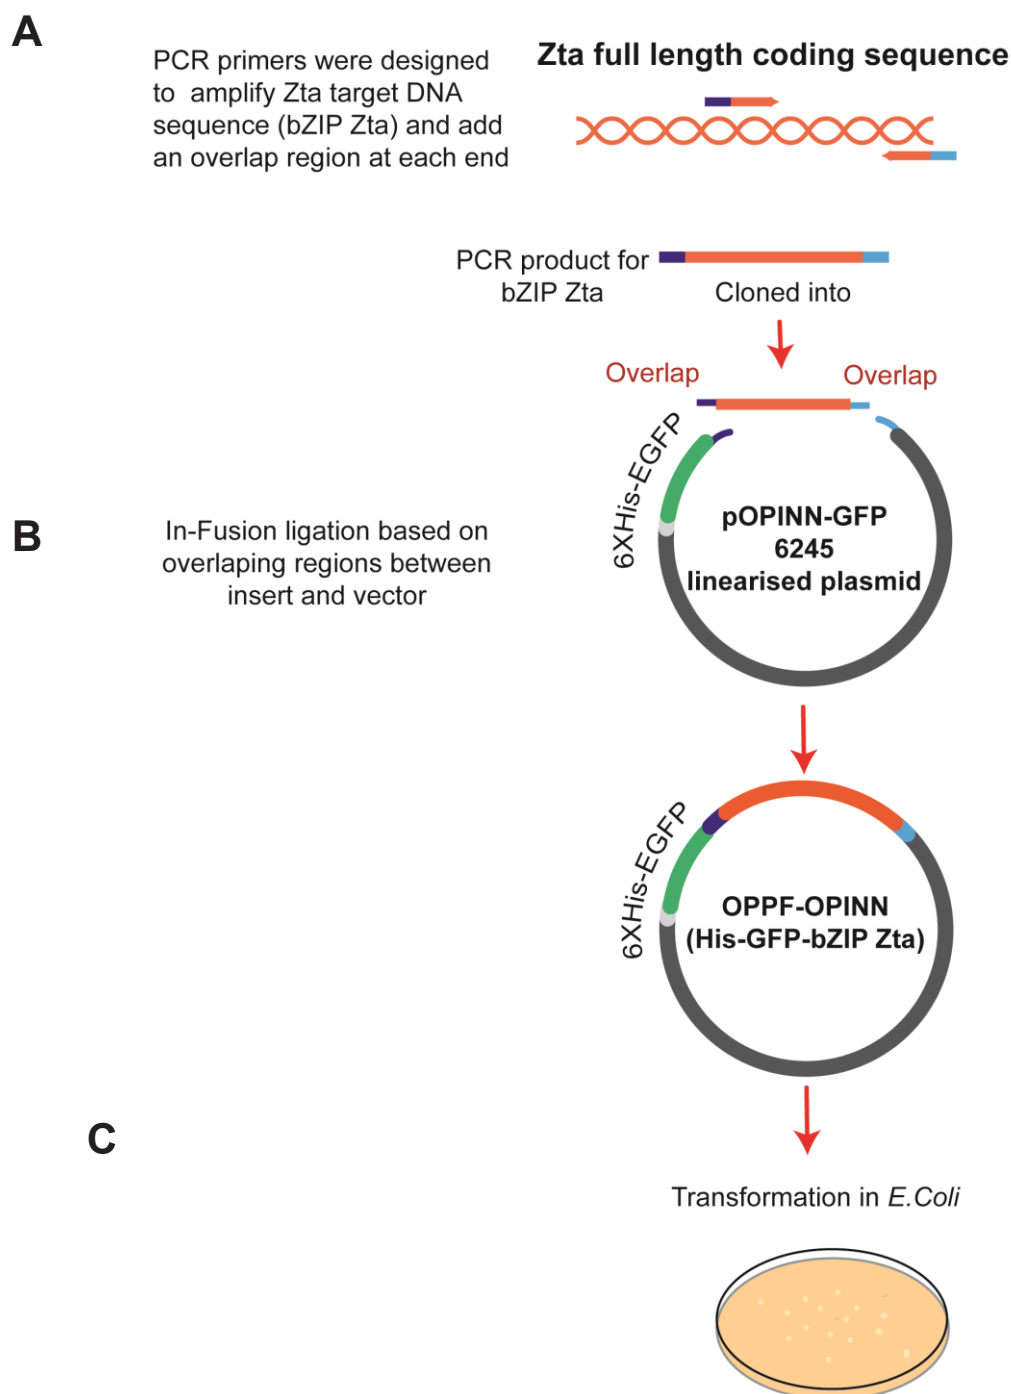 A
PCR primers were designed
to amplify Zta target DNA
sequence (bZIP Zta) and add
an overlap region at each end
Zta full length coding sequence
PCR product for
bZIP Zta
Cloned into
Overlap
Overlap
6XHis-EGFP
B
In-Fusion ligation based on
overlaping regions between
insert and vector
pOPINN-GFP
6245
linearised plasmid
6XHis-EGFP
OPPF-OPINN
(His-GFP-bZIP Zta)
C
Transformation in E.Coli